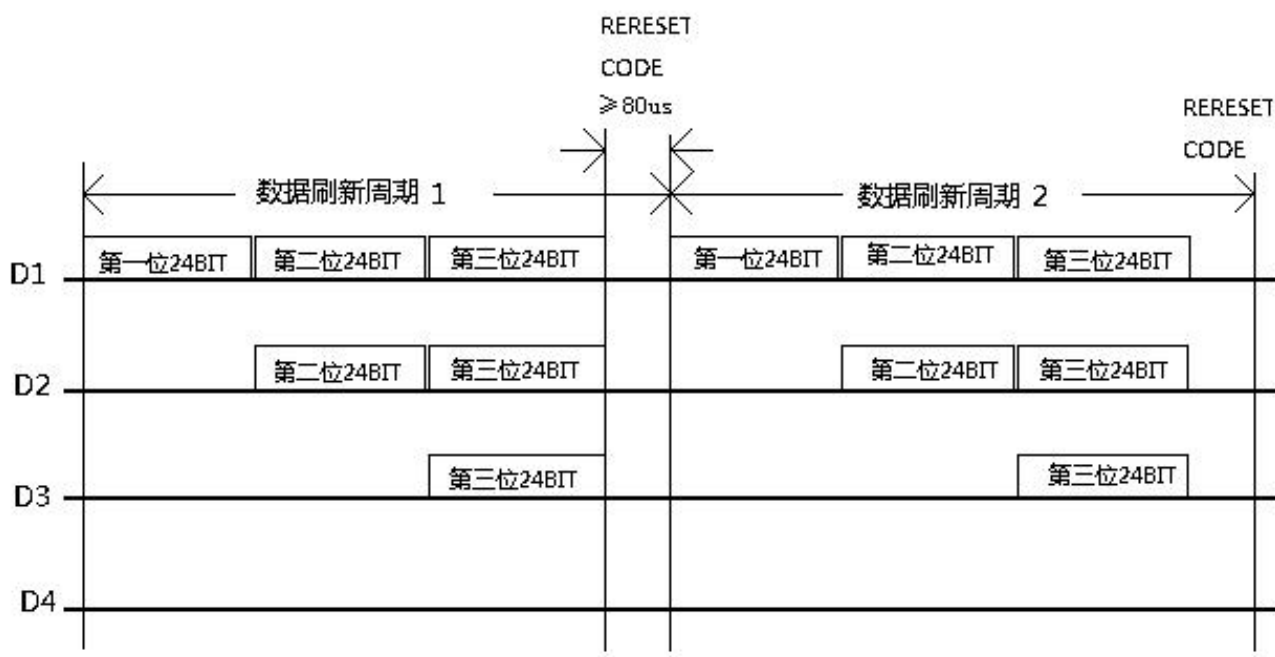 RERESET
CODE
≥80us
RERESET
CODE
数据刷新周期 1
数据刷新周期 2
D1 第一位24BIT 第二位24BIT 第三位24BIT 第一位24BIT 第二位24BIT 第三位24BIT
D2 第二位24BIT 第三位24BIT 第二位24BIT 第三位24BIT
D3 第三位24BIT 第三位24BIT
D4